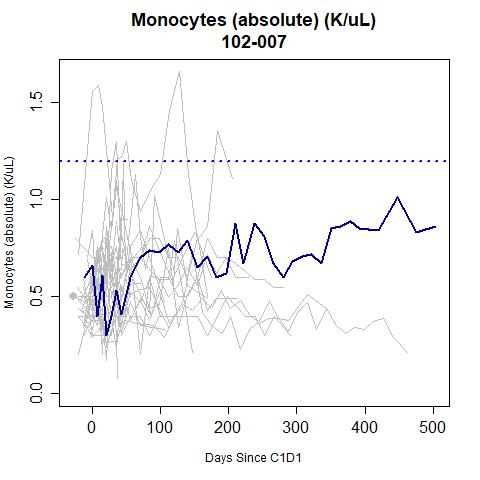 Monocytes (absolute) (K/uL)
102-007
Monocytes (absolute) (K/uL)
1.5
1.0
0.5
0.0
0 100 200 300 400 500
Days Since C1D1